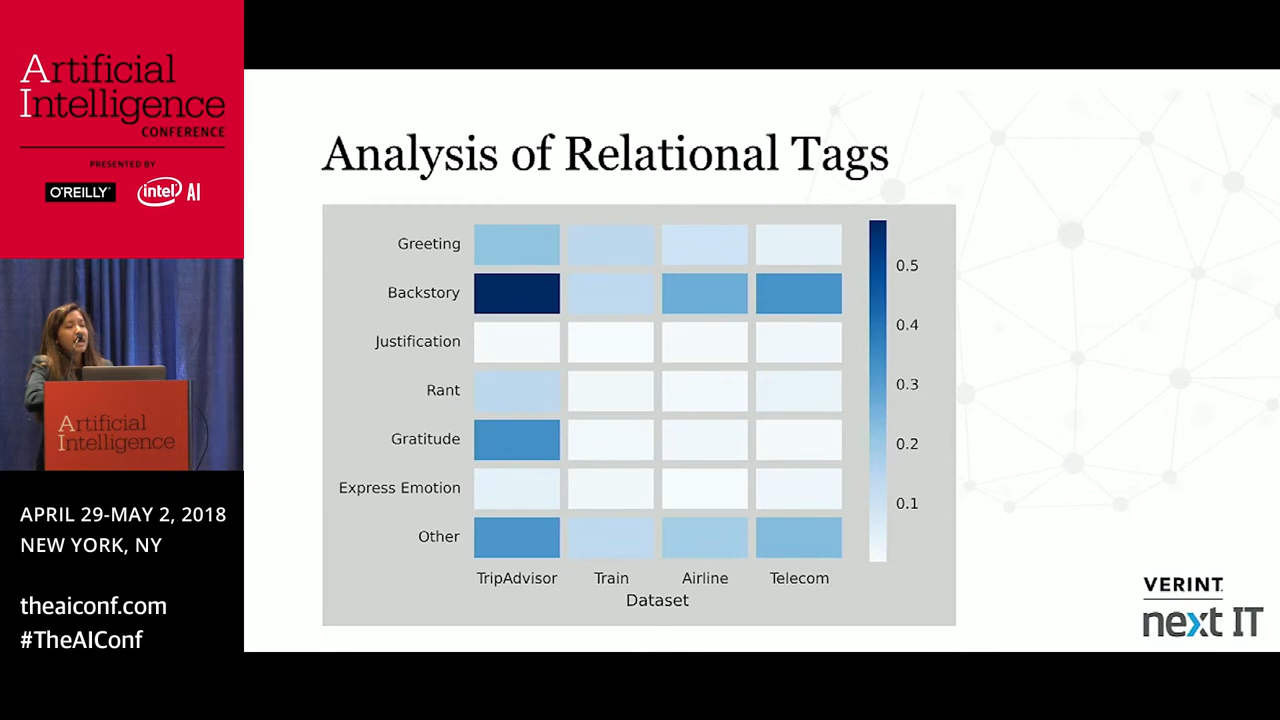 Artificial
Intelligence
CONFERENCE
PRESENTED BY
O'REILLY
intel AI
Artificial
Intelligence
APRIL 29-MAY 2, 2018
NEW YORK, NY
theaiconf.com
#TheAIConf
Analysis of Relational Tags
Greeting
Backstory
Justification
Rant
Gratitude
Express Emotion
Other
TripAdvisor Train Airline Telecom
Dataset
0.5
0.4
0.3
0.2
0.1
VERINT
next IT